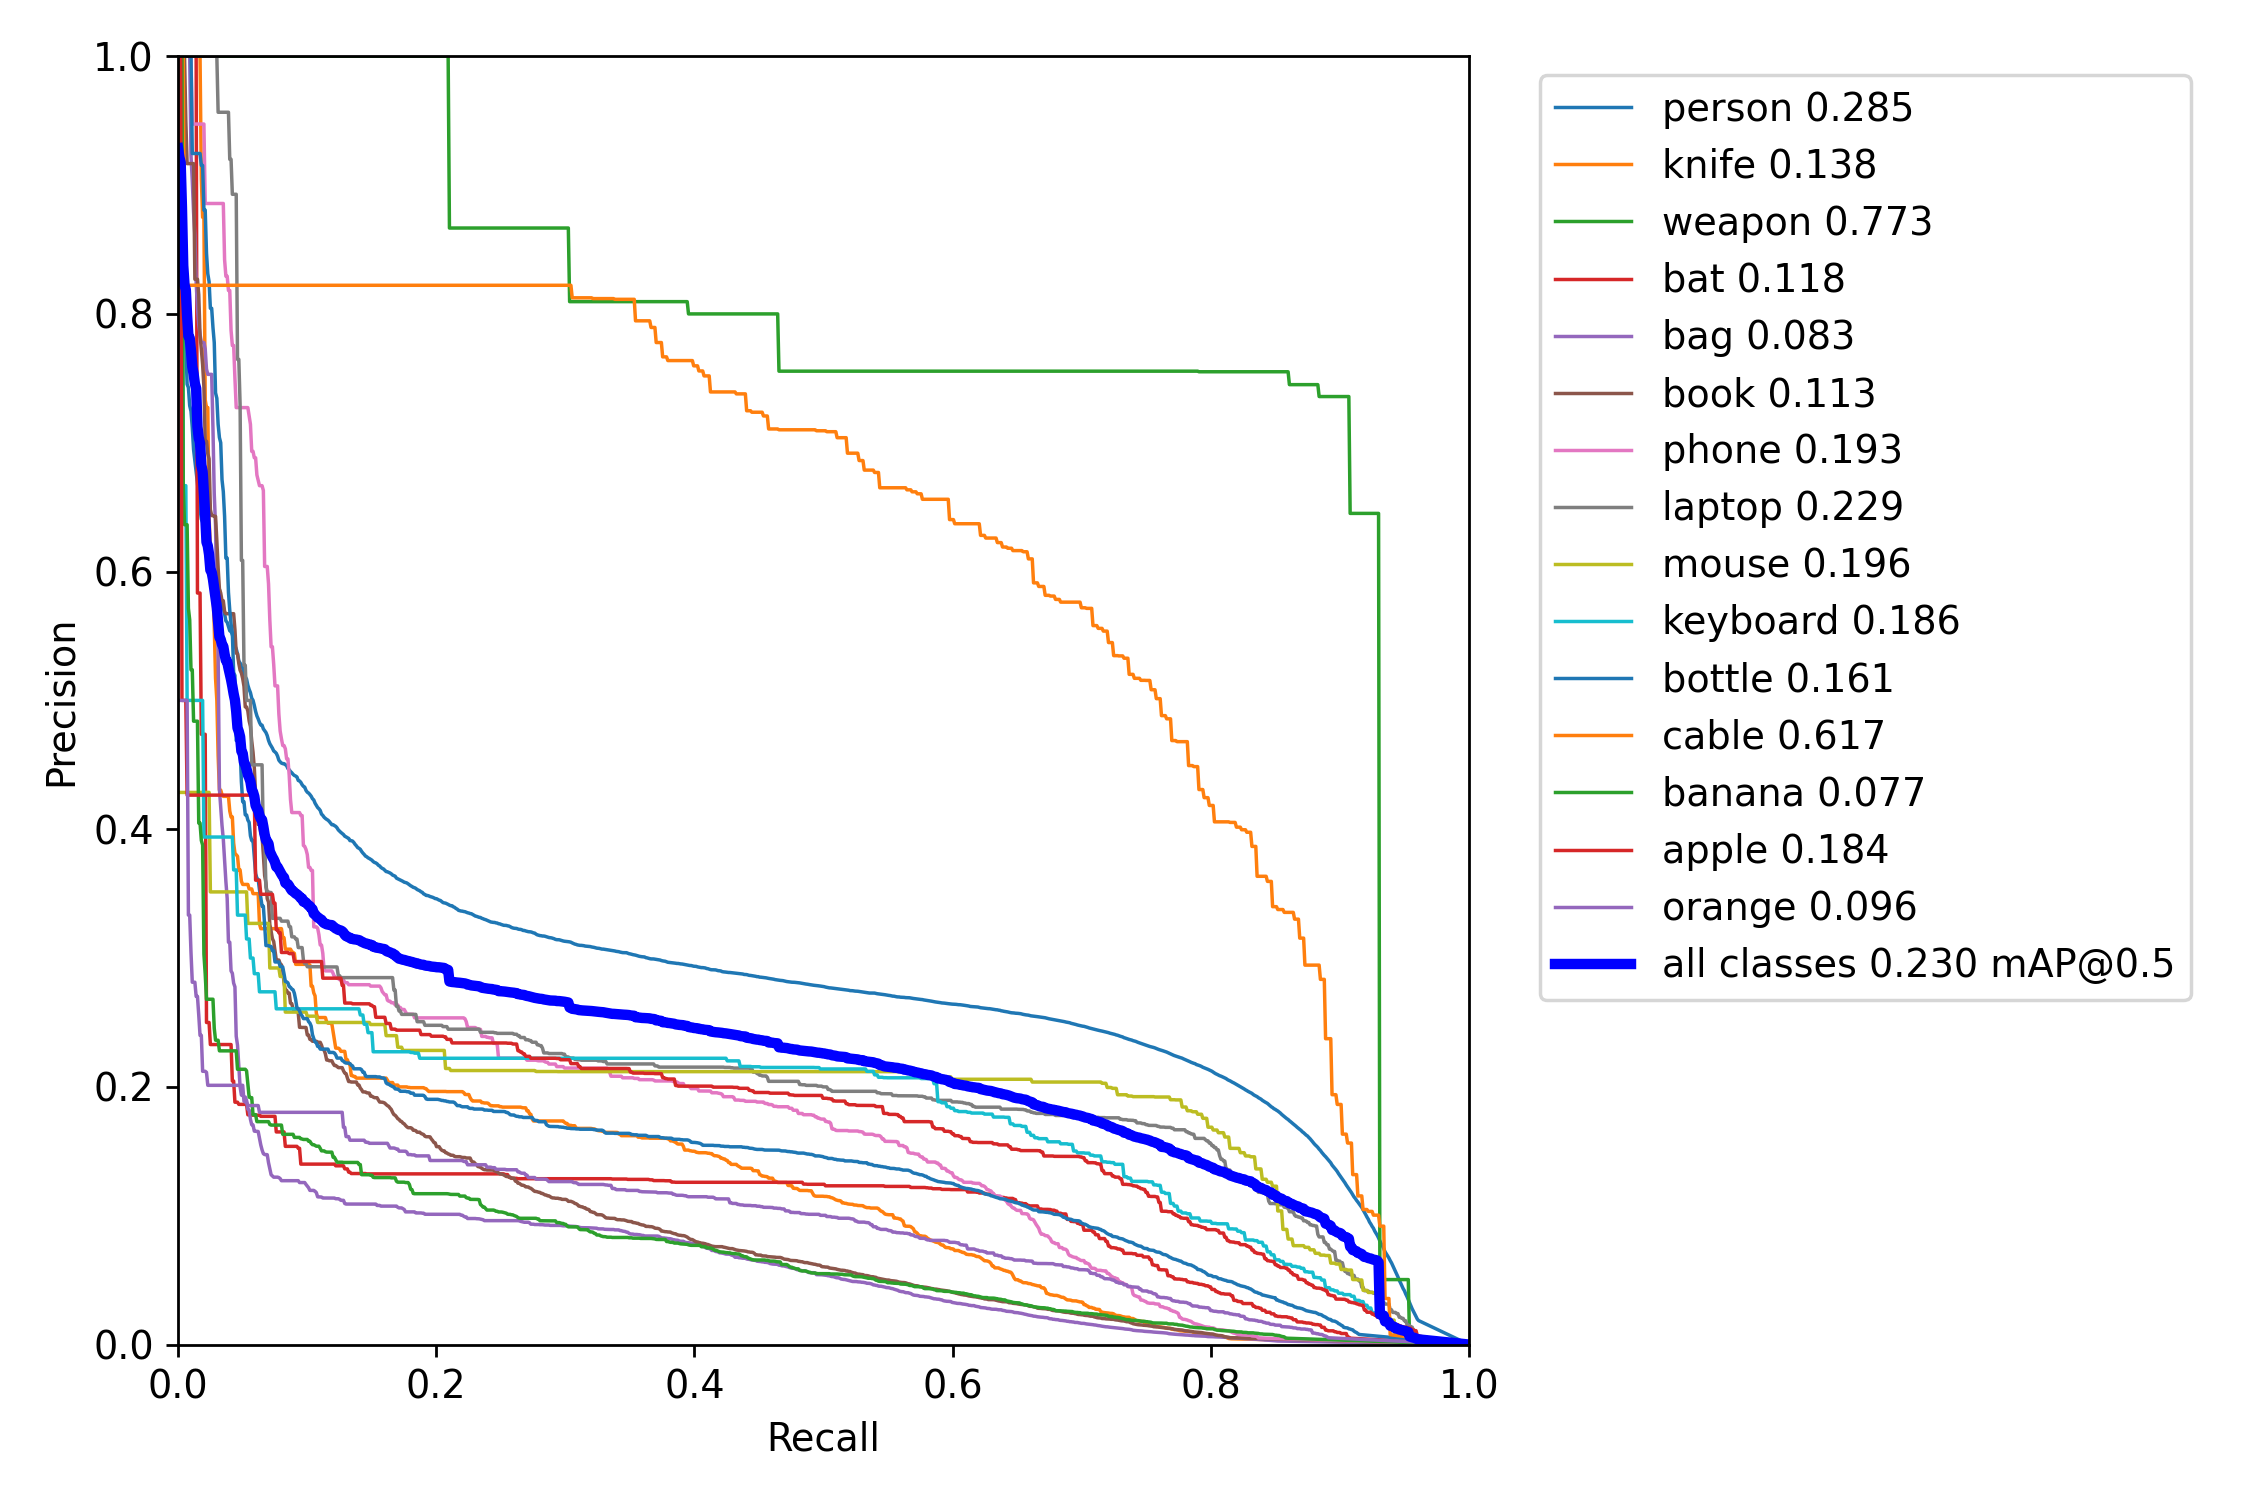 1.0
0.8
0.6
0.4
0.2
0.0
Precision
0.0 0.2 0.4 0.6 0.8 1.0
Recall
person 0.285
knife 0.138
weapon 0.773
bat 0.118
bag 0.083
book 0.113
phone 0.193
laptop 0.229
mouse 0.196
keyboard 0.186
bottle 0.161
cable 0.617
banana 0.077
apple 0.184
orange 0.096
all classes 0.230 mAP@0.5